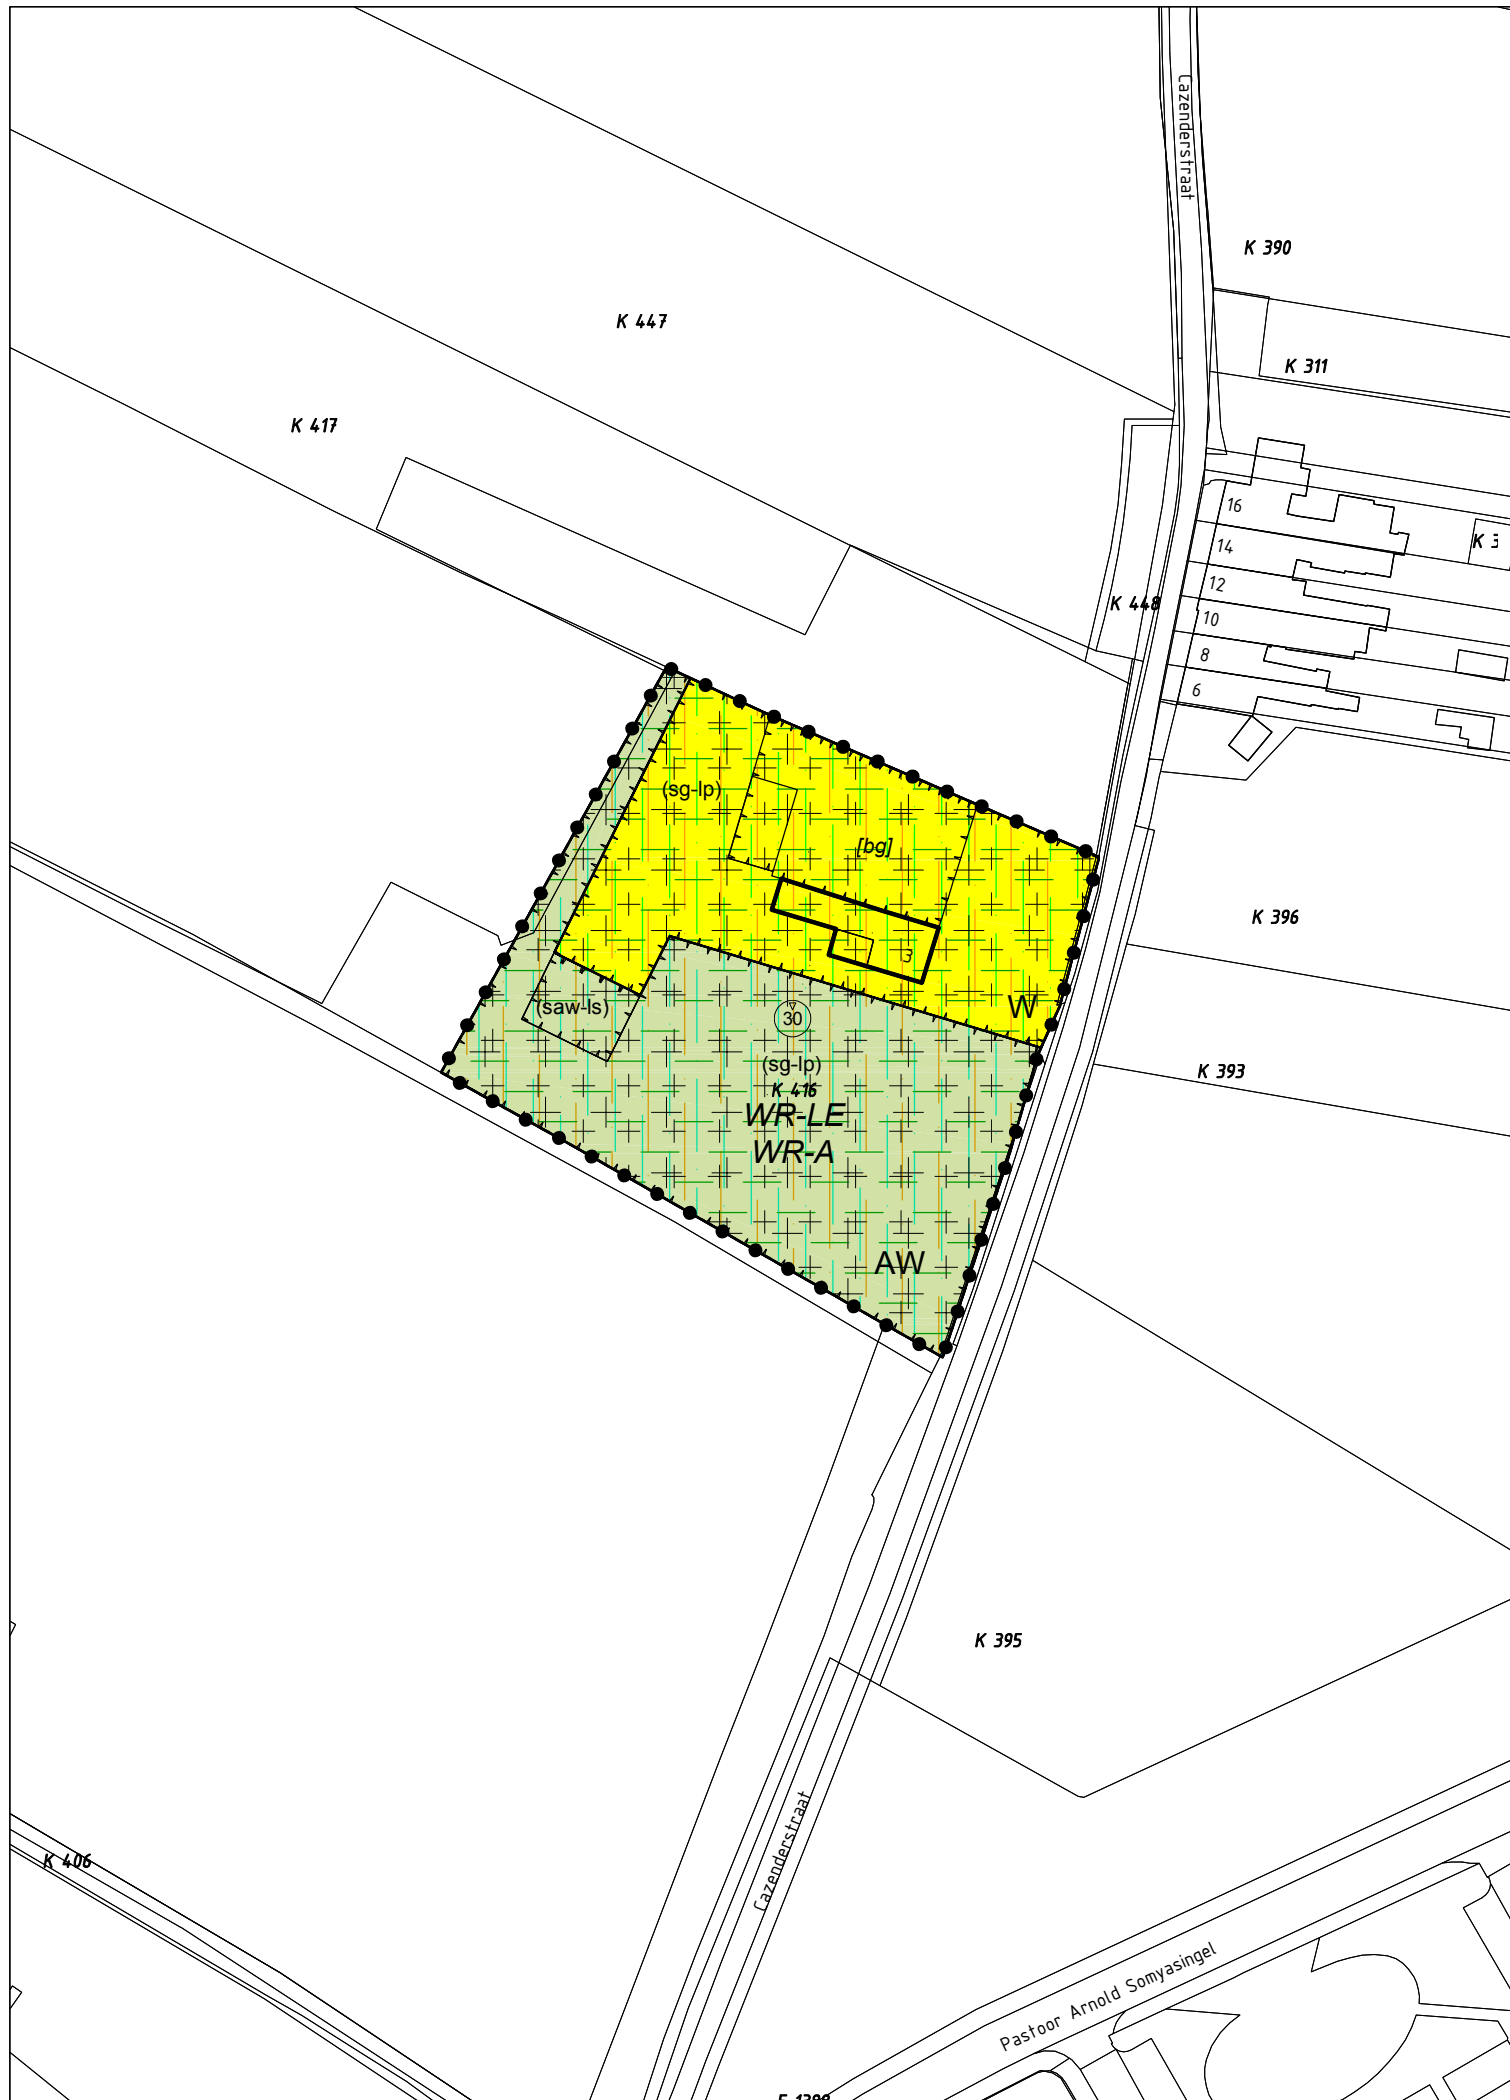 Cazenderstraat
K 390
K 447
K 311
K 417
16
K 3
14
12
K 448
10
8
6
(sg-lp)
[bg]
K 396
3
(saw-ls)
W
30
(sg-lp)
K 393
K 416
WR-LE
WR-A
AW
K 395
Cazenderstraat
K 406
Pastoor Arnold Somyasingel